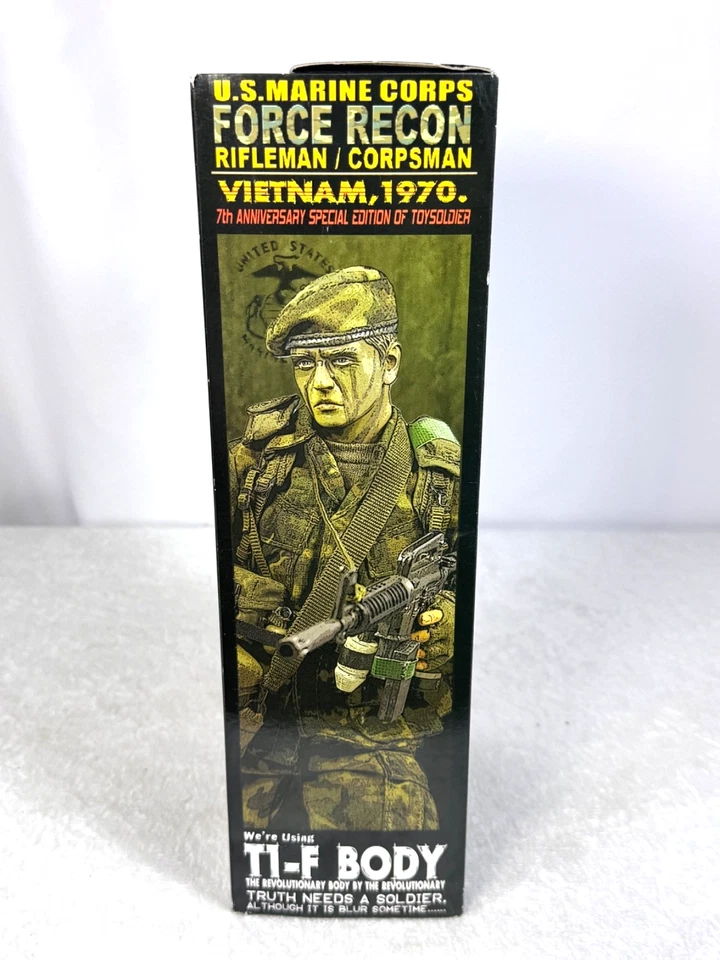 U.S.MARINE CORPS
FORCE RECON
RIFLEMAN / CORPSMAN
VIETNAM, 1970.
7th ANNIVERSARY SPECIAL EDITION OF TOYSOLDIER
UNITED STATES
We're Using
TI-F BODY
THE REVOLUTIONARY BODY BY THE REVOLUTIONARY
TRUTH NEEDS A SOLDIER,
ALTHOUGH IT IS BLUR SOMETIME......